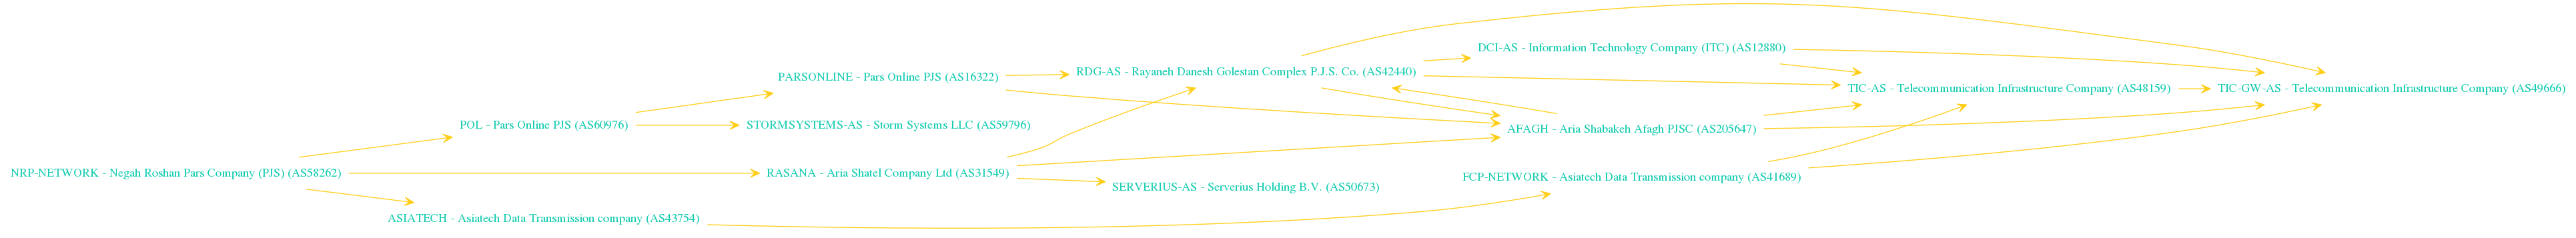 DCI-AS - Information Technology Company (ITC) (AS12880)
PARSONLINE - Pars Online PJS (AS16322)
RDG-AS - Rayaneh Danesh Golestan Complex P.J.S. Co. (AS42440)
TIC-AS - Telecommunication Infrastructure Company (AS48159)
TIC-GW-AS - Telecommunication Infrastructure Company (AS49666)
POL - Pars Online PJS (AS60976)
STORMSYSTEMS-AS - Storm Systems LLC (AS59796)
AFAGH - Aria Shabakeh Afagh PJSC (AS205647)
NRP-NETWORK - Negah Roshan Pars Company (PJS) (AS58262)
RASANA - Aria Shatel Company Ltd (AS31549)
SERVERIUS-AS - Serverius Holding B.V. (AS50673)
FCP-NETWORK - Asiatech Data Transmission company (AS41689)
ASIATECH - Asiatech Data Transmission company (AS43754)